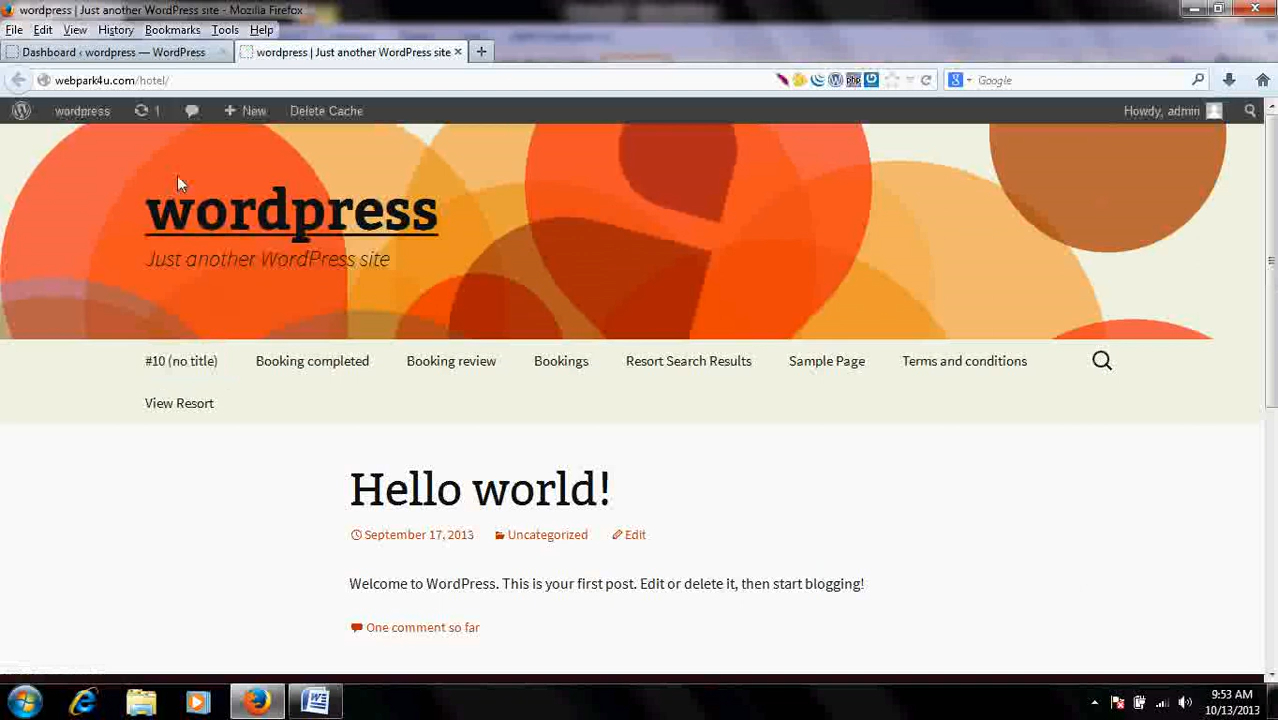 wordpress | Just another WordPress site - Mozilla Firefox
File Edit View History Bookmarks Tools Help
Dashboard ‹ wordpress — WordPress × wordpress | Just another WordPress site ×
webpark4u.com/hotel/ php Google
wordpress 1 New Delete Cache Howdy, admin
wordpress
Just another WordPress site
#10 (no title) Booking completed Booking review Bookings Resort Search Results Sample Page Terms and conditions
View Resort
Hello world!
September 17, 2013 Uncategorized Edit
Welcome to WordPress. This is your first post. Edit or delete it, then start blogging!
One comment so far
9:53 AM
10/13/2013